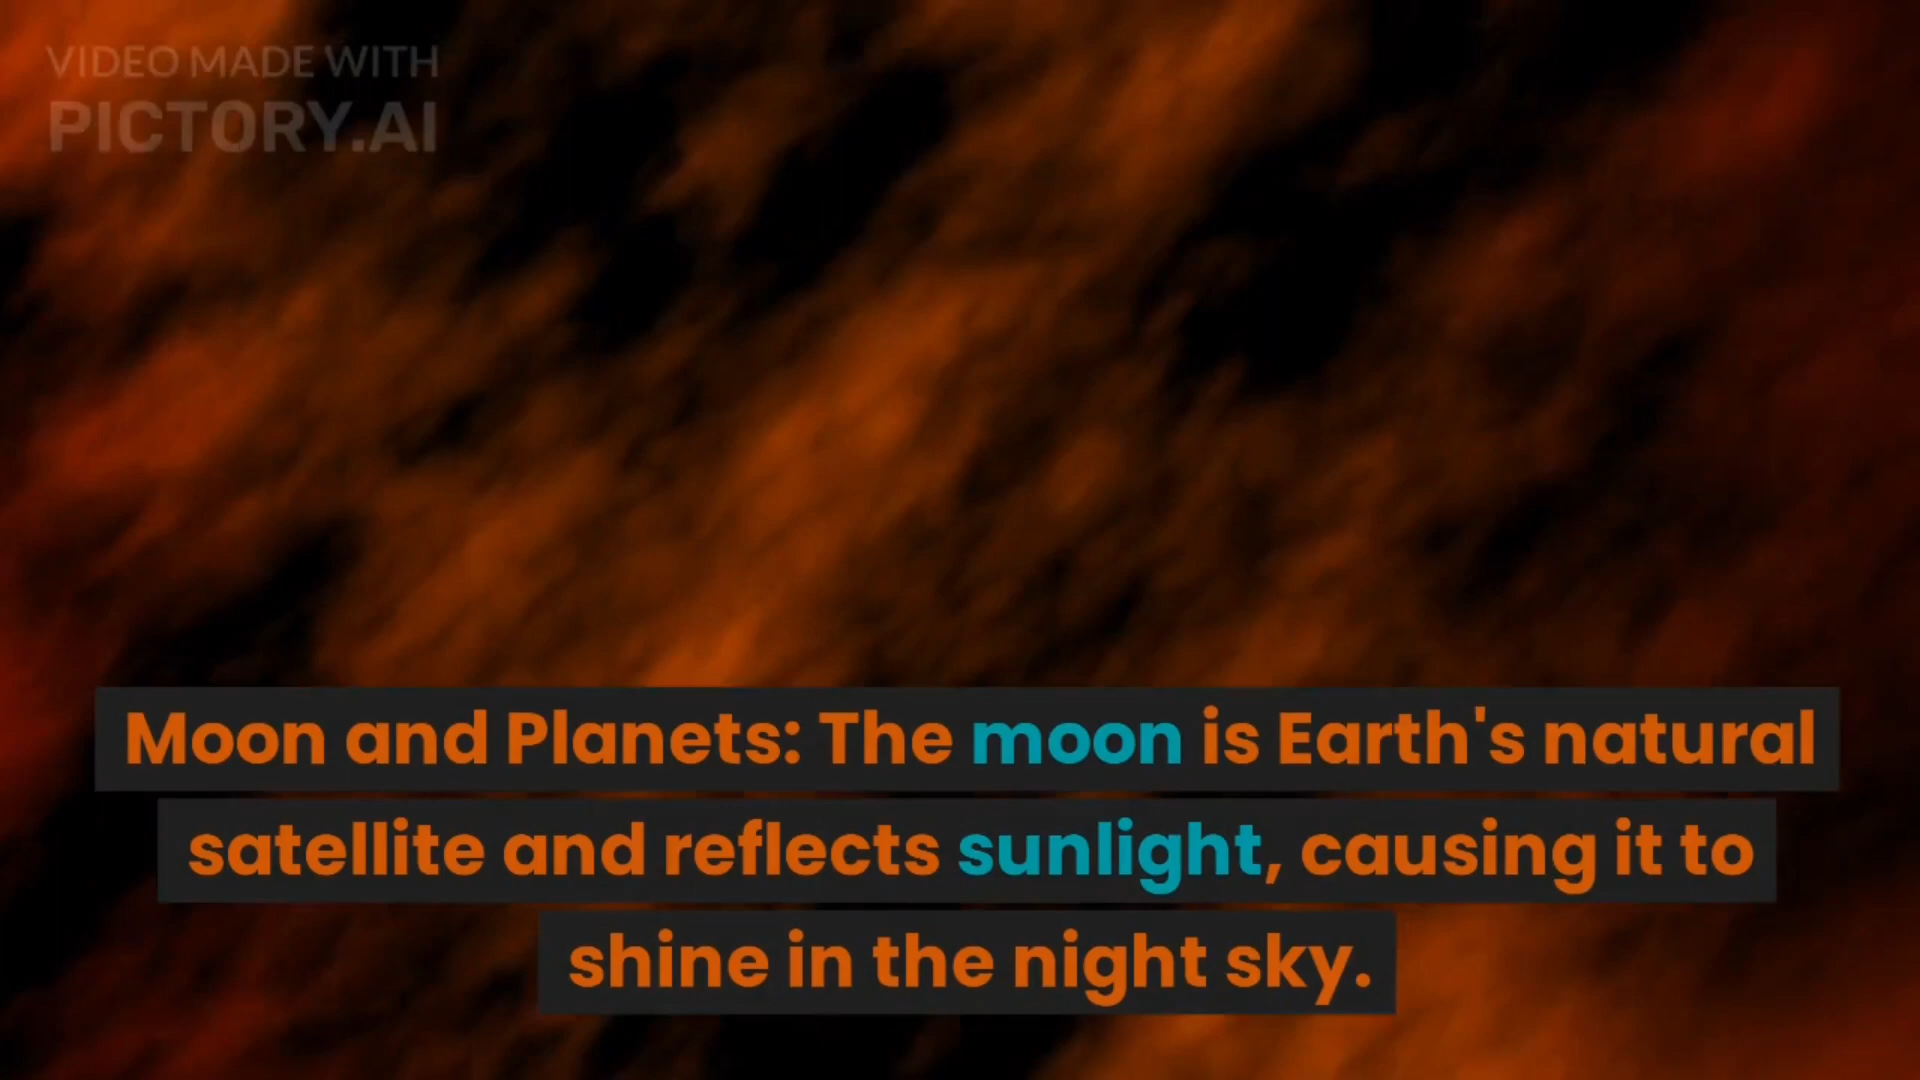 VIDEO MADE WITH
PICTORY.AI
Moon and Planets: The moon is Earth's natural
satellite and reflects sunlight, causing it to
shine in the night sky.